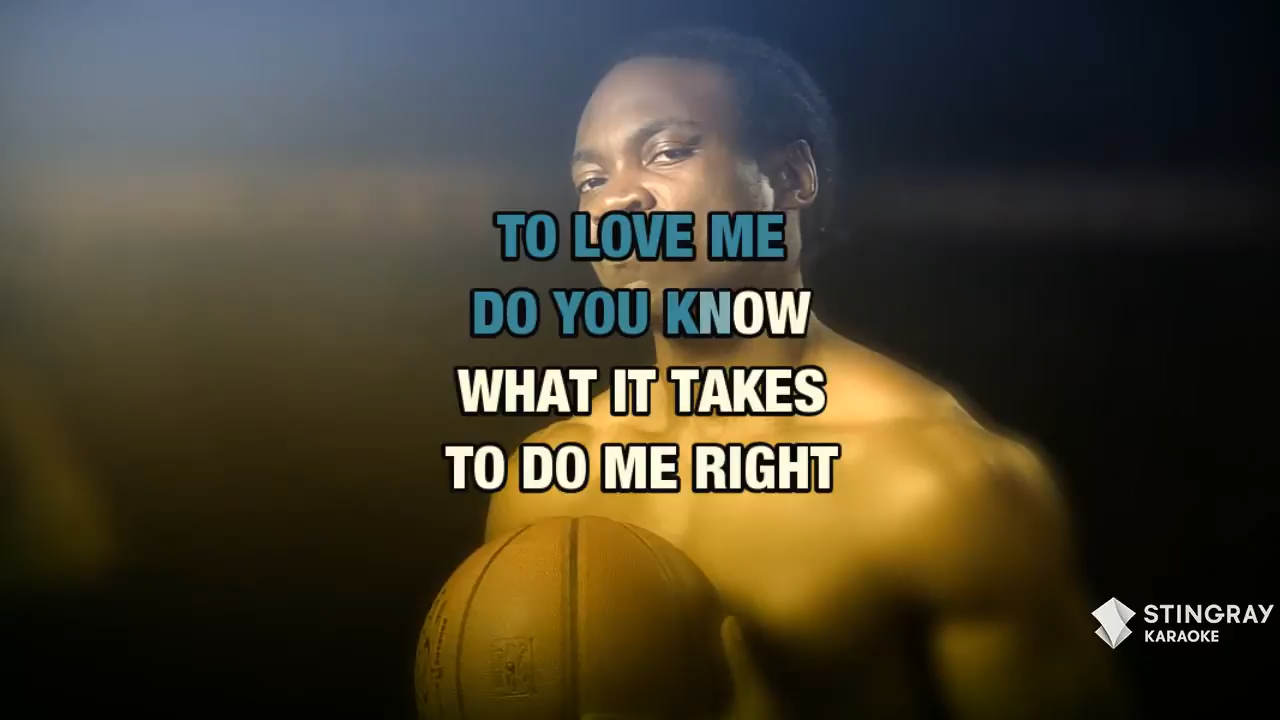 TO LOVE ME
DO YOU KNOW
WHAT IT TAKES
TO DO ME RIGHT
STINGRAY
KARAOKE